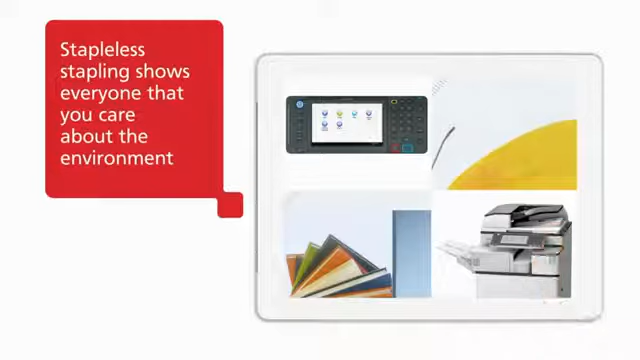 Stapleless
stapling shows
everyone that
you care
about the
environment